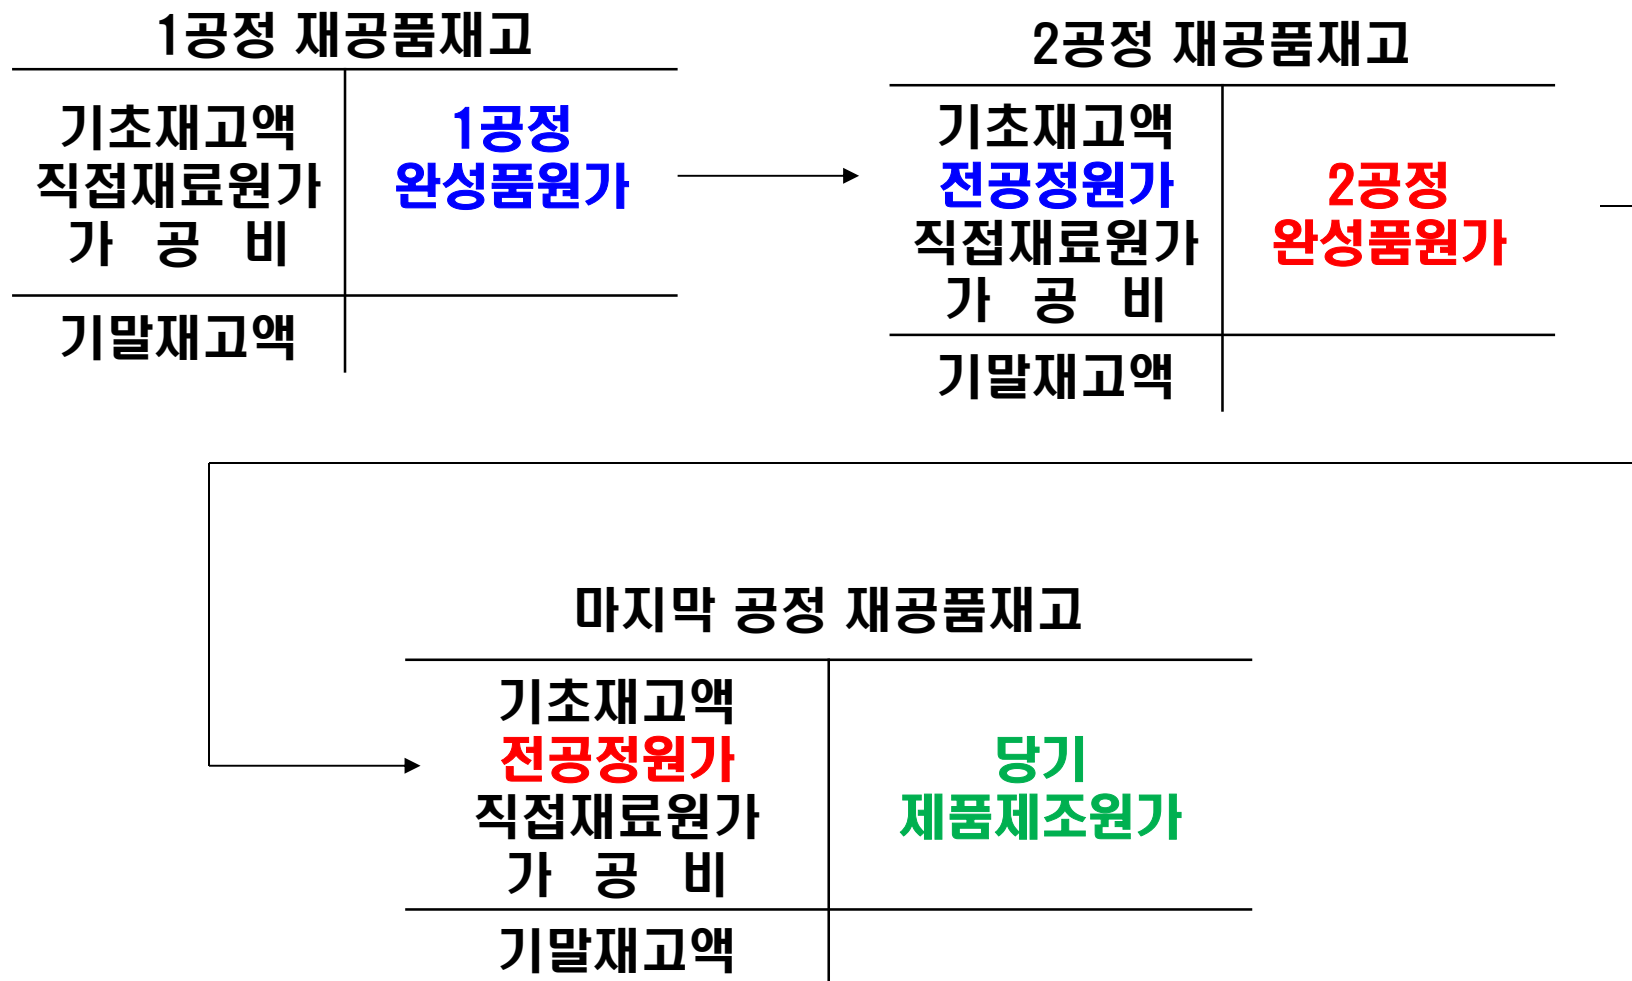 1공정 재공품재고
기초재고액
직접재료원가
가 공 비
1공정
완성품원가
기말재고액
2공정 재공품재고
기초재고액
전공정원가
직접재료원가
가 공 비
2공정
완성품원가
기말재고액
마지막 공정 재공품재고
기초재고액
전공정원가
직접재료원가
가 공 비
당기
제품제조원가
기말재고액